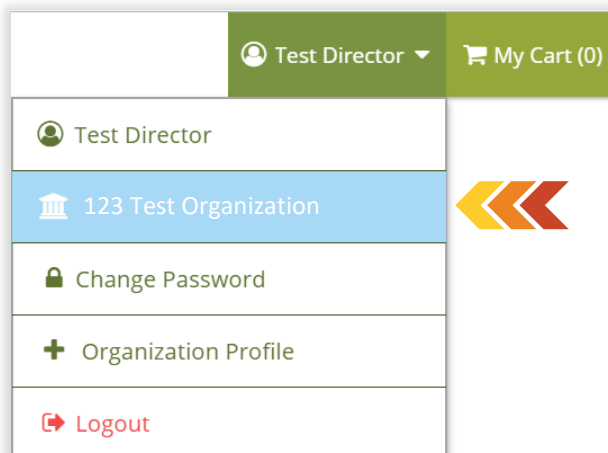 Test Director My Cart (0)
Test Director
123 Test Organization
Change Password
Organization Profile
Logout